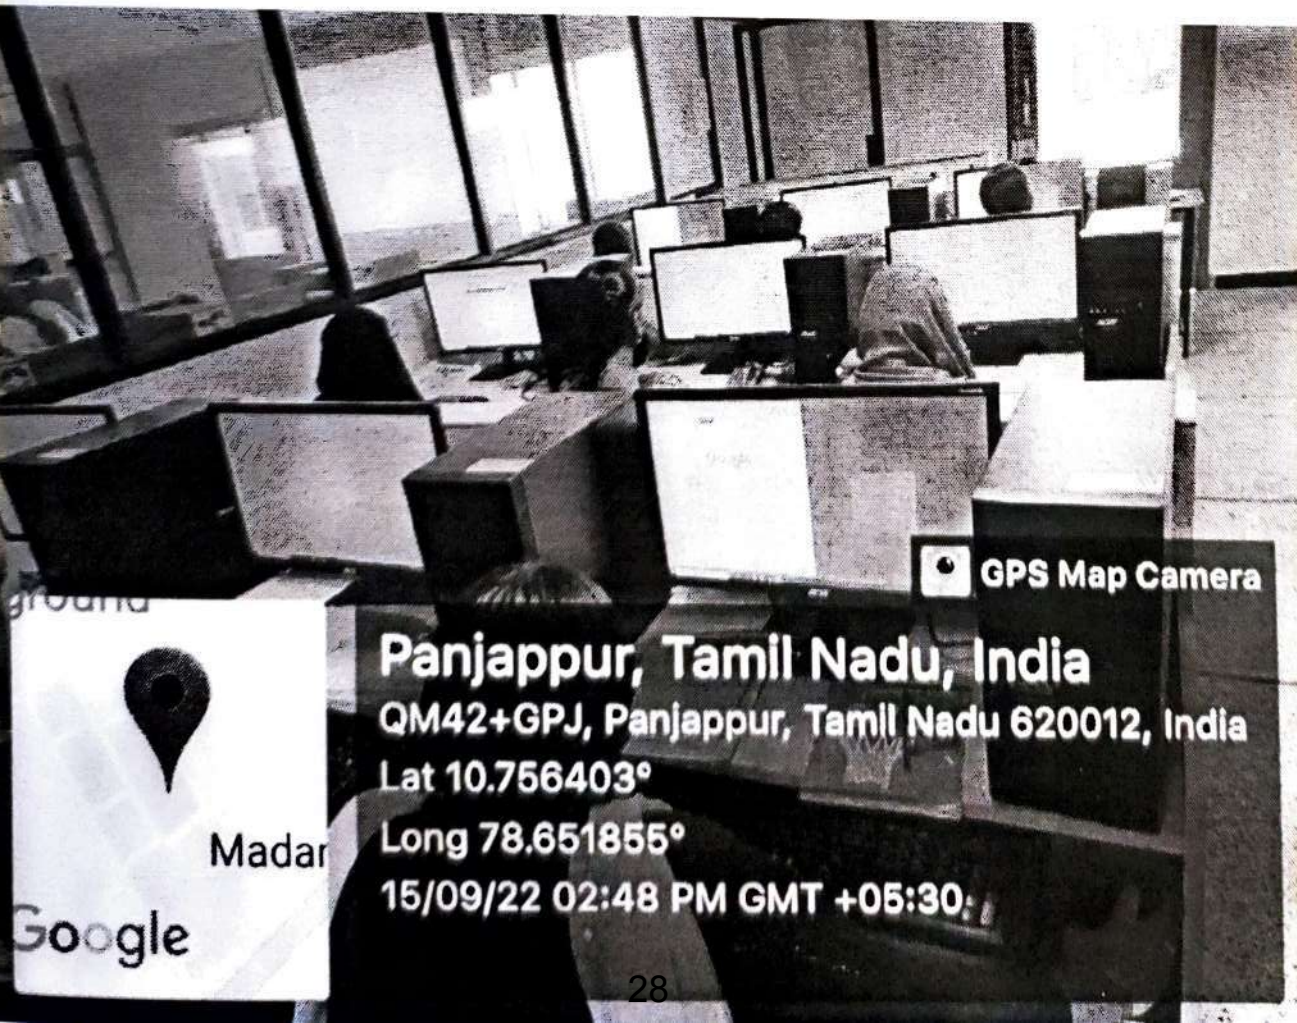 GPS Map Camera
ground
Panjappur, Tamil Nadu, India
QM42+GPJ, Panjappur, Tamil Nadu 620012, India
Lat 10.756403°
Long 78.651855°
15/09/22 02:48 PM GMT +05:30
Madar
Google
28